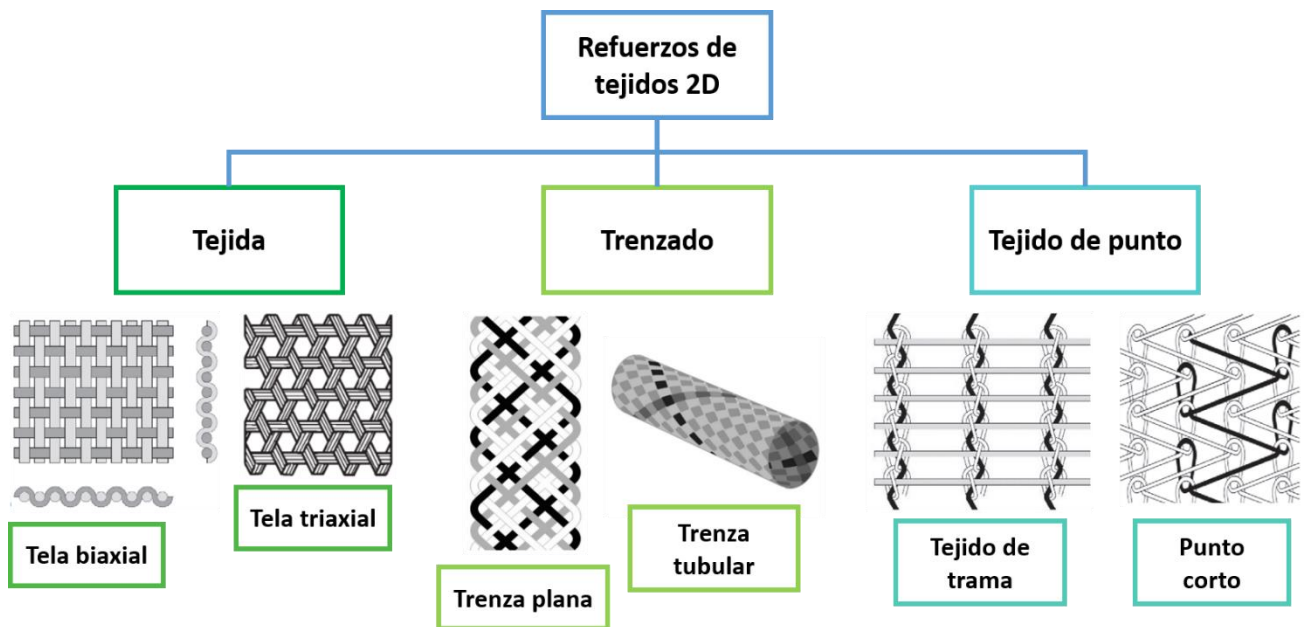 Refuerzos de
tejidos 2D
Tejida
Trenzado
Tejido de punto
Tela biaxial
Tela triaxial
Trenza plana
Trenza
tubular
Tejido de
trama
Punto
corto